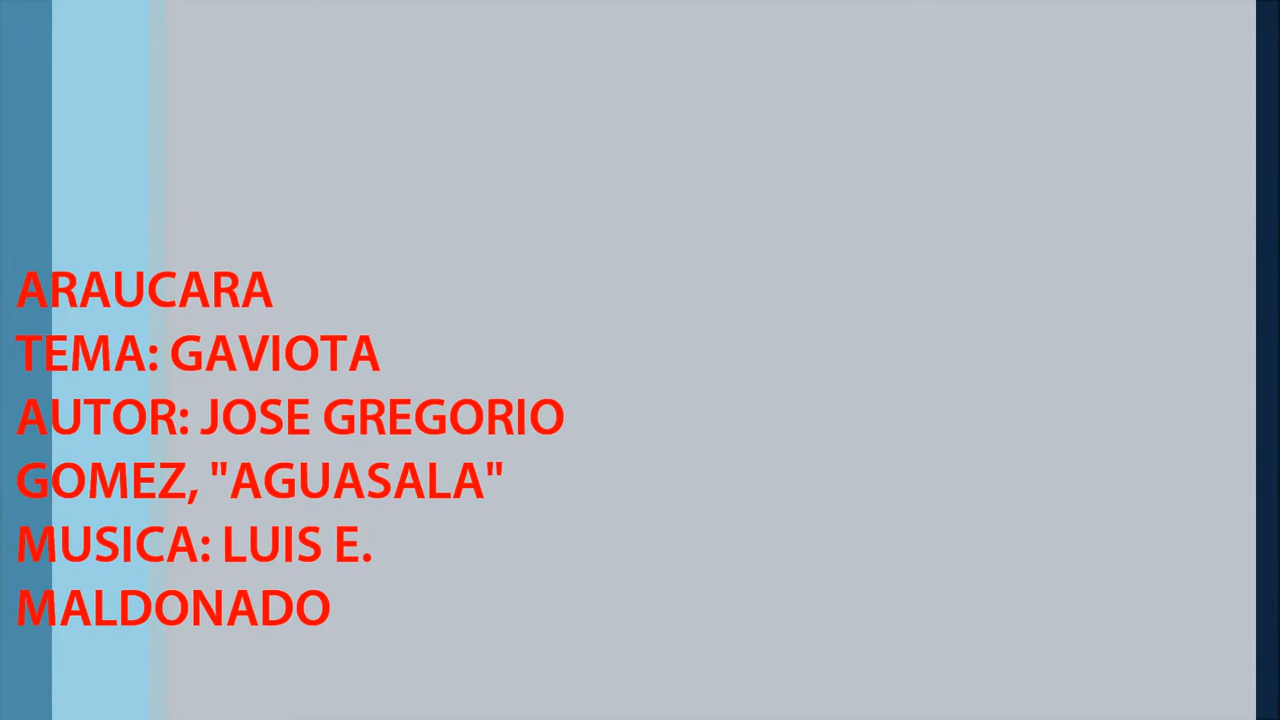 ARAUCARA
TEMA: GAVIOTA
AUTOR: JOSE GREGORIO
GOMEZ, "AGUASALA"
MUSICA: LUIS E.
MALDONADO